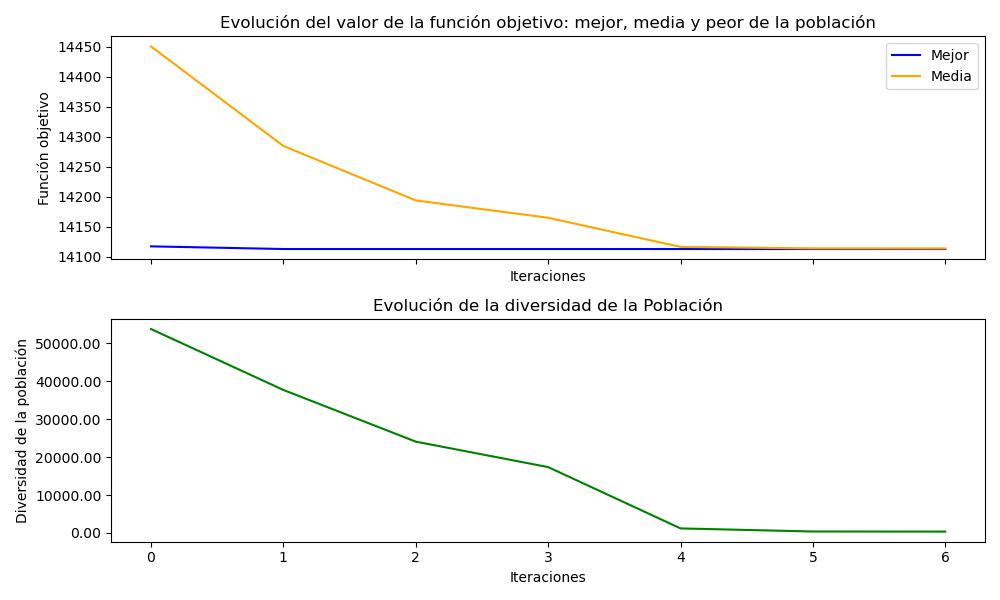 Evolución del valor de la función objetivo: mejor, media y peor de la población
Función objetivo
14450
14400
14350
14300
14250
14200
14150
14100
Mejor
Media
Iteraciones
Evolución de la diversidad de la Población
Diversidad de la población
50000.00
40000.00
30000.00
20000.00
10000.00
0.00
0 1 2 3 4 5 6
Iteraciones